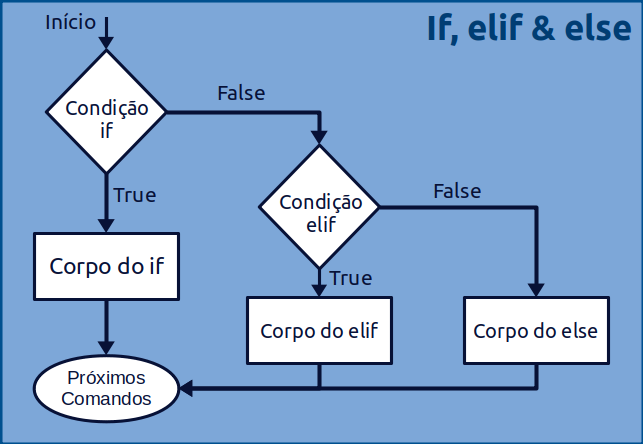 If, elif & else
Início
Condição
if
False
True
Condição
elif
False
True
Corpo do if
Corpo do elif
Corpo do else
Próximos
Comandos